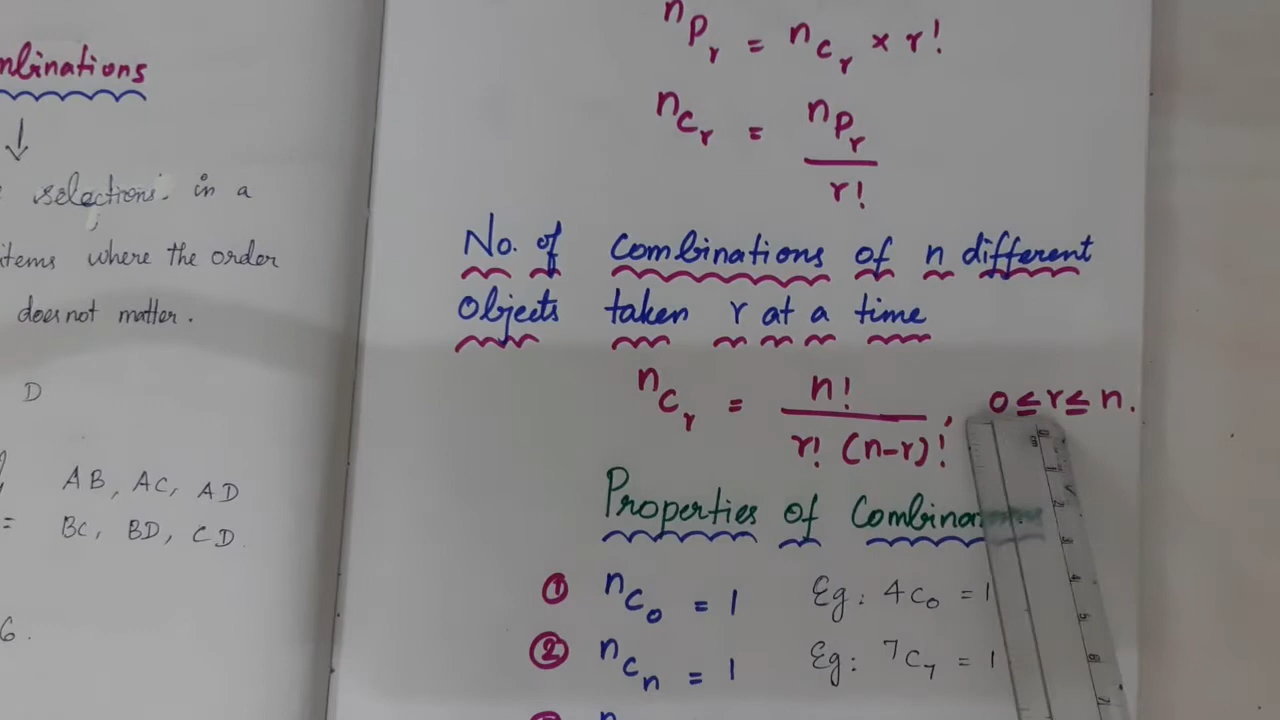 mbinations
↓
selections in a
items where the order
does not matter.
D
AB, AC, AD
= BC, BD, CD
6.
nPr = nCr × r!
nCr = nPr
r!
No. of combinations of n different
objects taken r at a time
nCr = n! / r! (n-r)! , 0≤r≤n.
Properties of Combina
① nC0 = 1 Eg: 4C0 = 1
② nCn = 1 Eg: 7C7 = 1
n